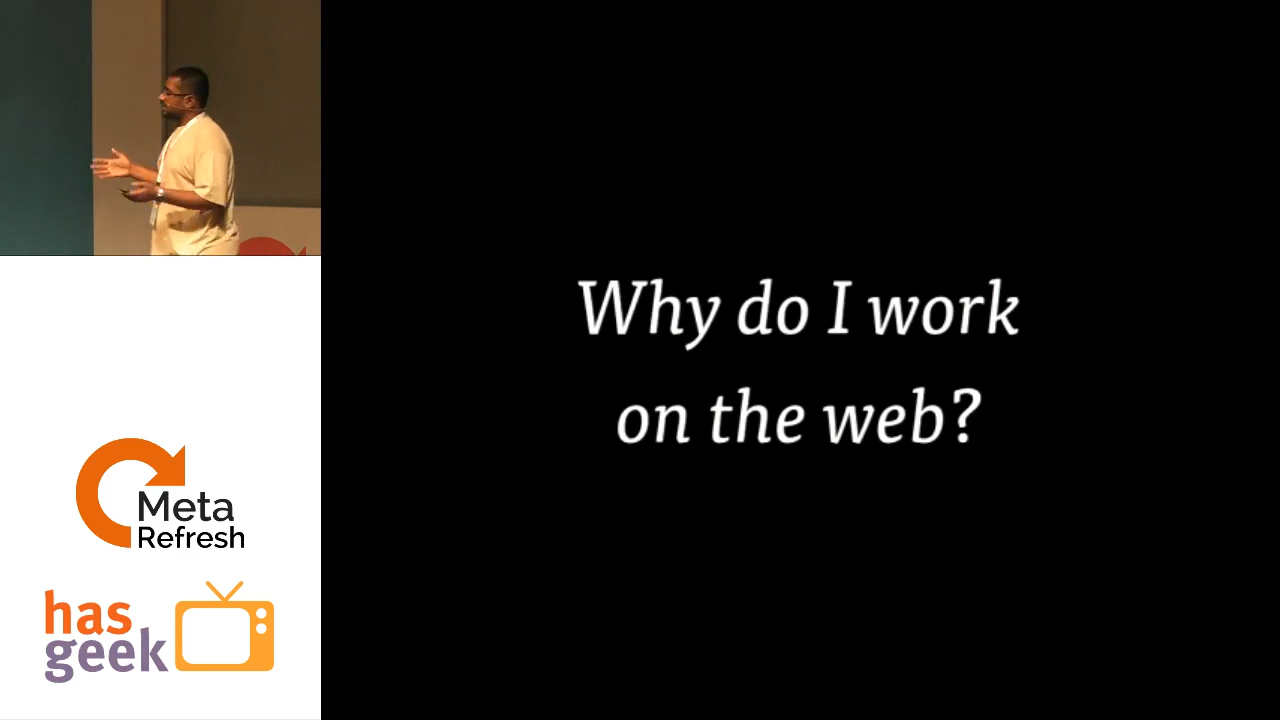 Why do I work
on the web?
Meta
Refresh
has
geek